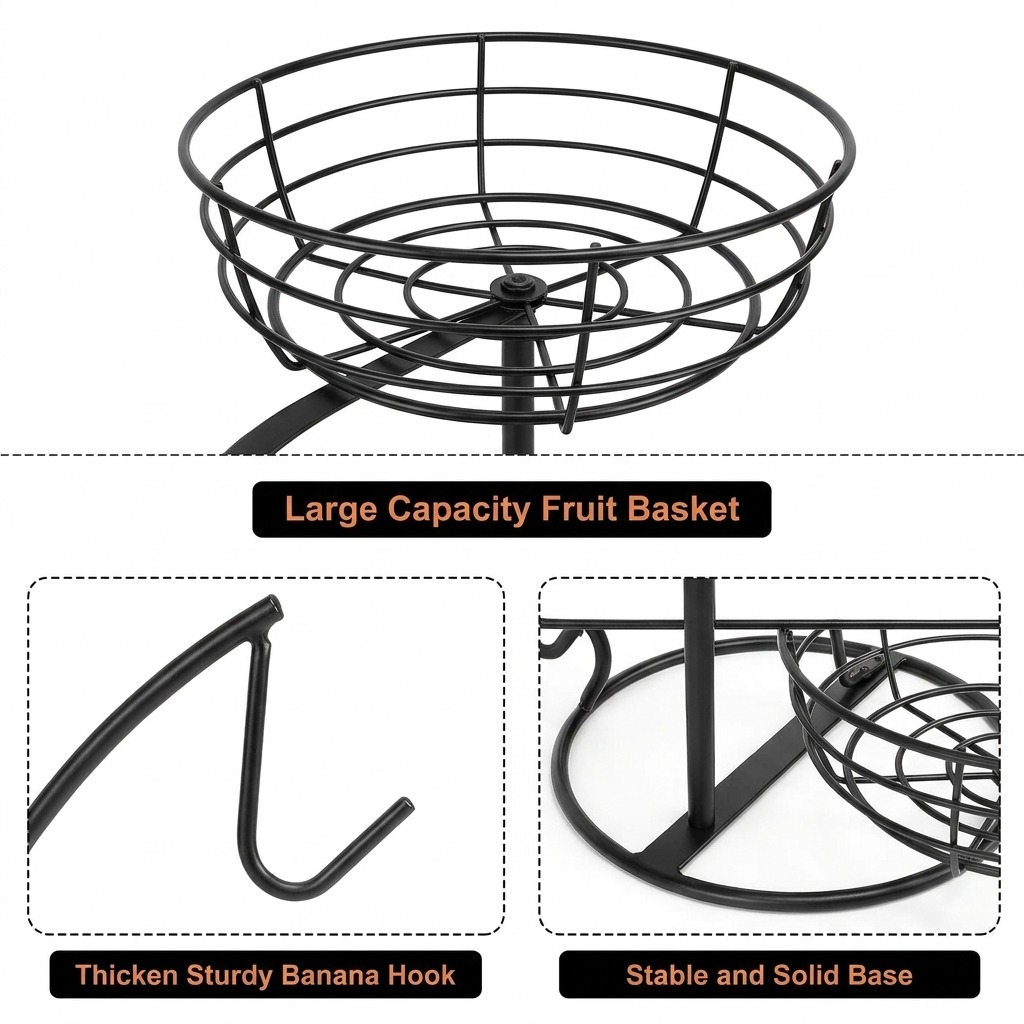 Large Capacity Fruit Basket
Thicken Sturdy Banana Hook
Stable and Solid Base